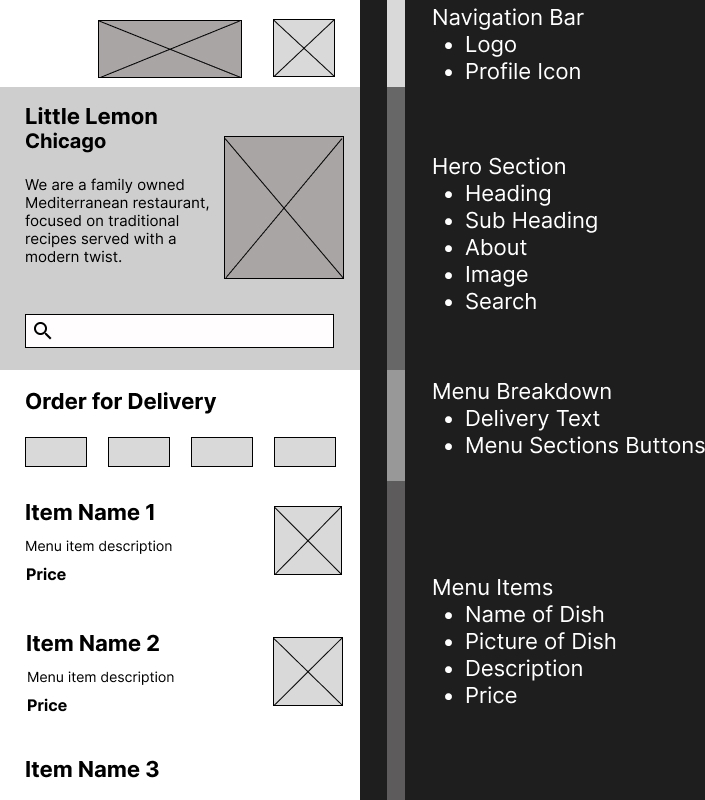 Little Lemon
Chicago
We are a family owned
Mediterranean restaurant,
focused on traditional
recipes served with a
modern twist.
Order for Delivery
Item Name 1
Menu item description
Price
Item Name 2
Menu item description
Price
Item Name 3
Navigation Bar
• Logo
• Profile Icon
Hero Section
• Heading
• Sub Heading
• About
• Image
• Search
Menu Breakdown
• Delivery Text
• Menu Sections Buttons
Menu Items
• Name of Dish
• Picture of Dish
• Description
• Price